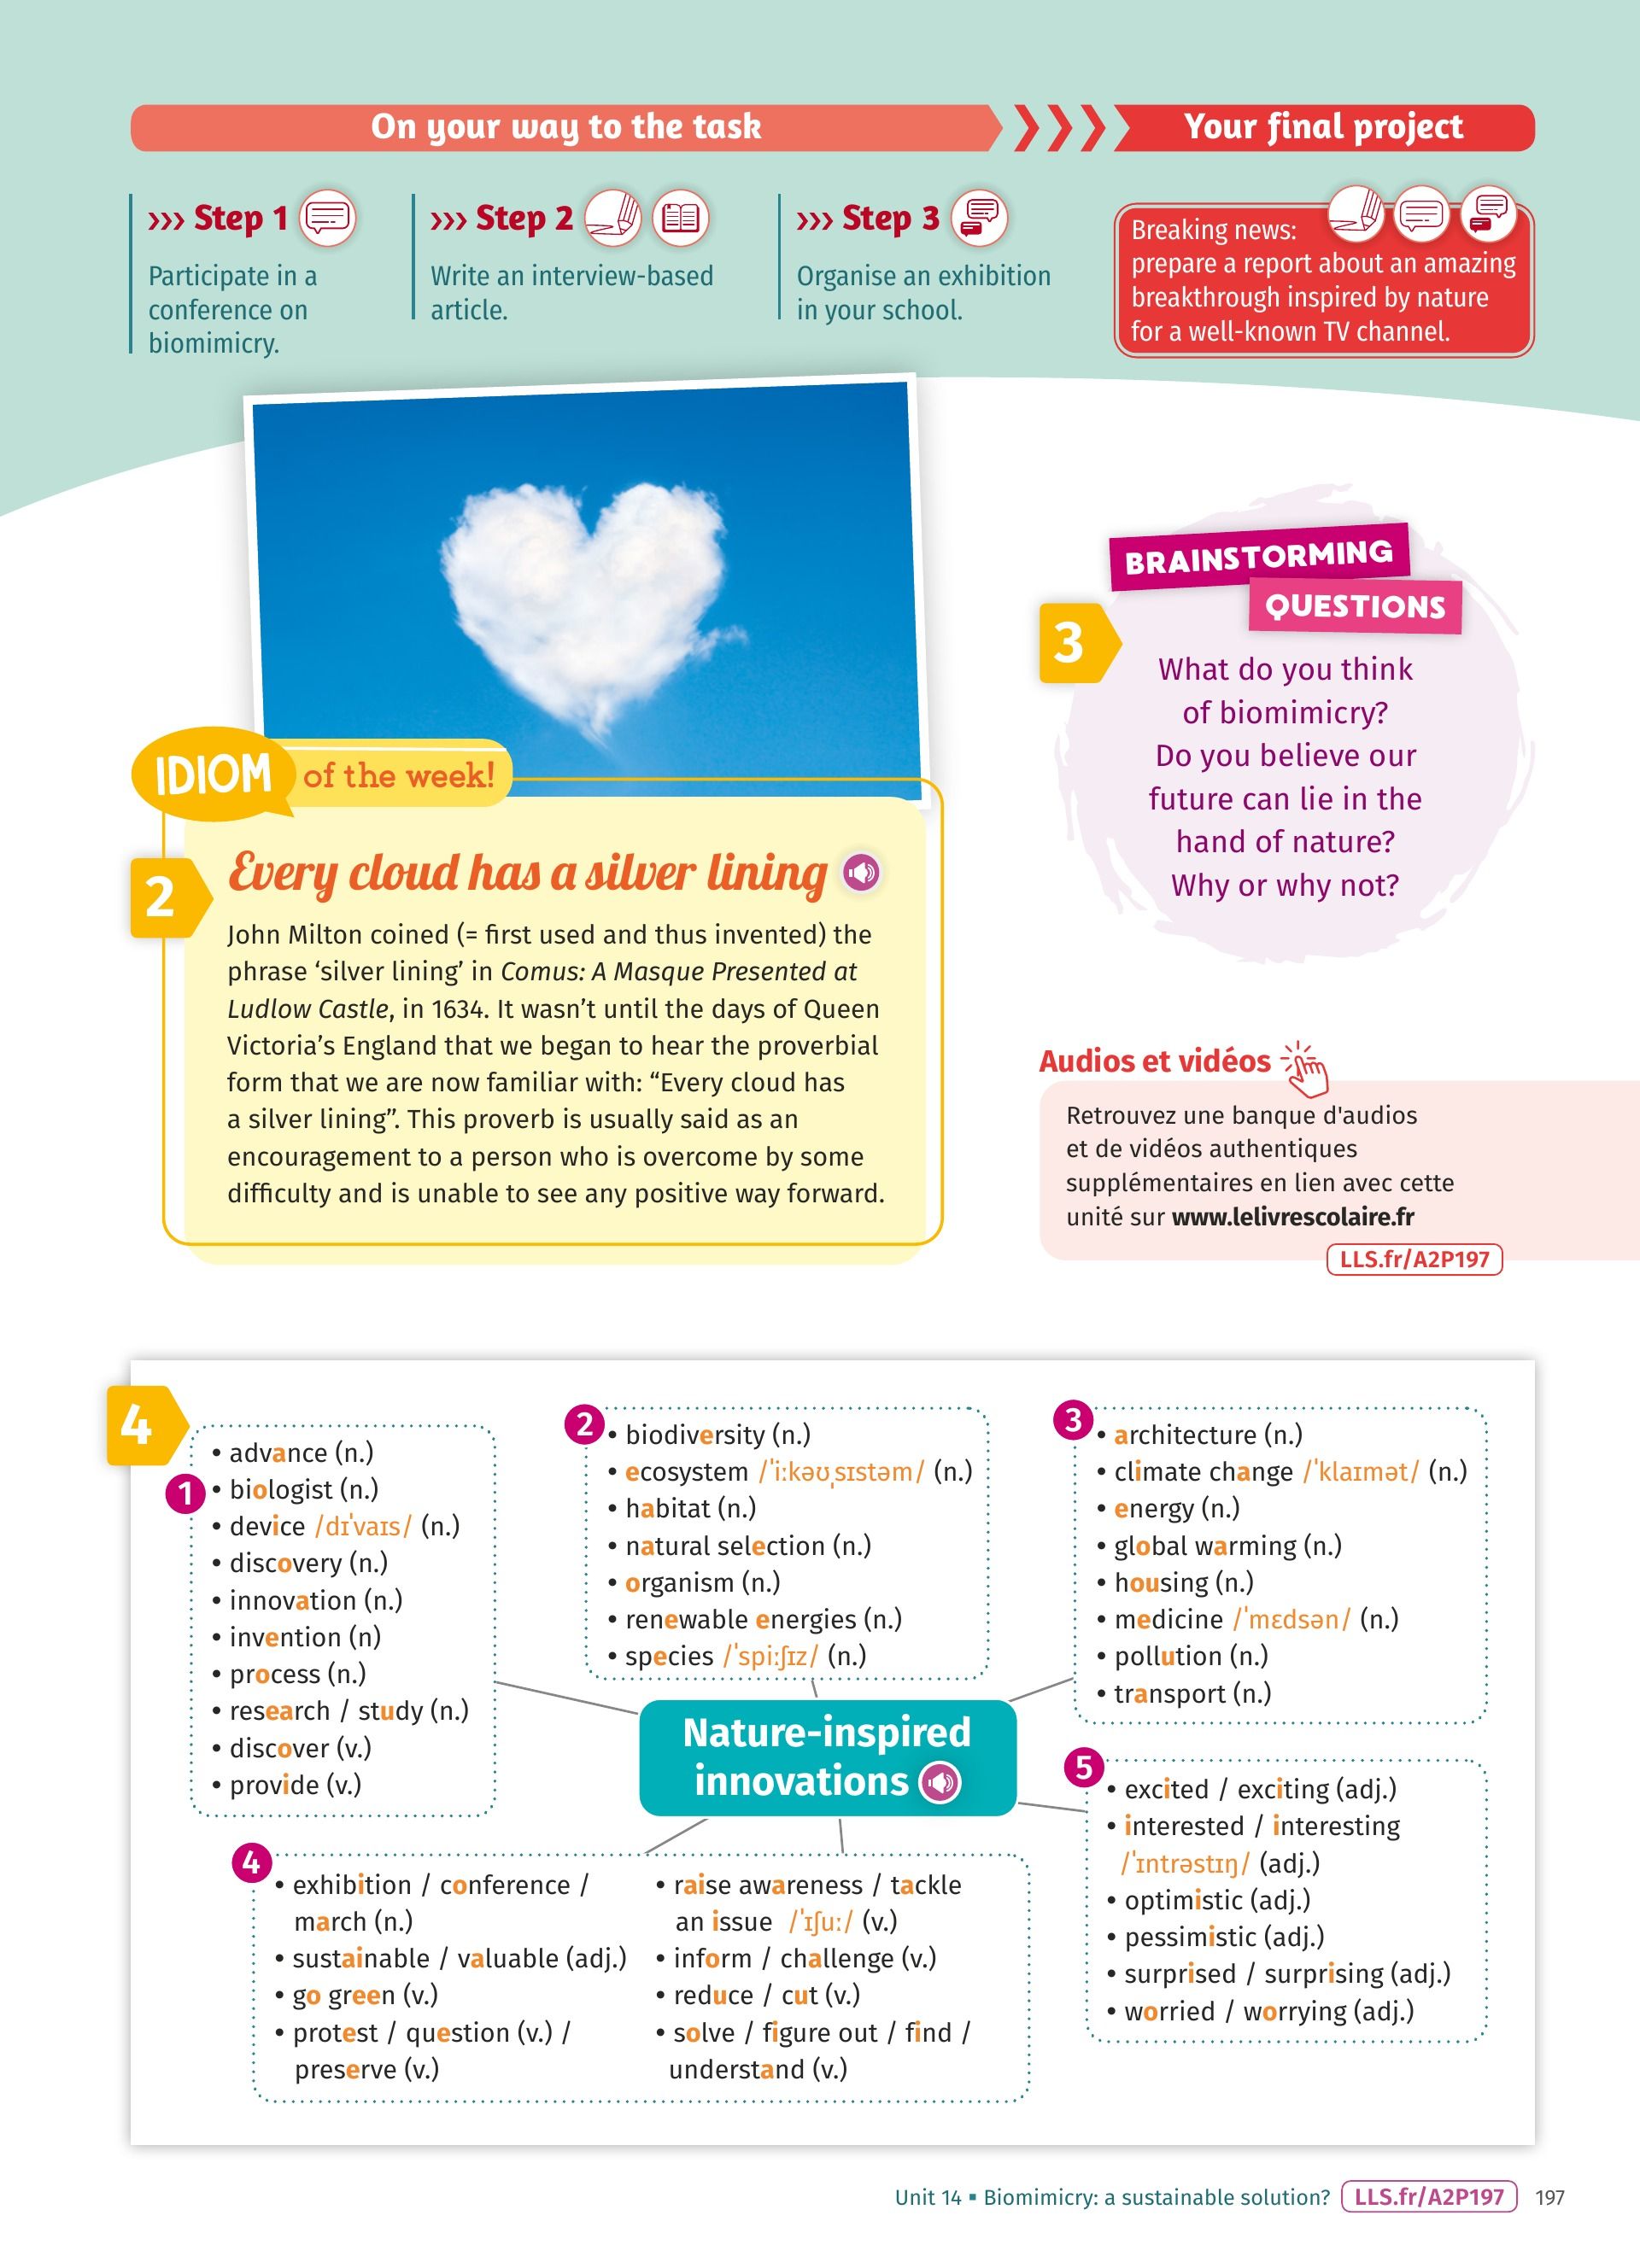 On your way to the task
Your final project
››› Step 1
Participate in a
conference on
biomimicry.
››› Step 2
Write an interview-based
article.
››› Step 3
Organise an exhibition
in your school.
Breaking news:
prepare a report about an amazing
breakthrough inspired by nature
for a well-known TV channel.
IDIOM of the week!
2
Every cloud has a silver lining
John Milton coined (= first used and thus invented) the
phrase ‘silver lining’ in Comus: A Masque Presented at
Ludlow Castle, in 1634. It wasn’t until the days of Queen
Victoria’s England that we began to hear the proverbial
form that we are now familiar with: “Every cloud has
a silver lining”. This proverb is usually said as an
encouragement to a person who is overcome by some
difficulty and is unable to see any positive way forward.
BRAINSTORMING
QUESTIONS
3
What do you think
of biomimicry?
Do you believe our
future can lie in the
hand of nature?
Why or why not?
Audios et vidéos
Retrouvez une banque d'audios
et de vidéos authentiques
supplémentaires en lien avec cette
unité sur www.lelivrescolaire.fr
LLS.fr/A2P197
4
1
• advance (n.)
• biologist (n.)
• device /dɪˈvaɪs/ (n.)
• discovery (n.)
• innovation (n.)
• invention (n)
• process (n.)
• research / study (n.)
• discover (v.)
• provide (v.)
2
• biodiversity (n.)
• ecosystem /ˈiːkəʊˌsɪstəm/ (n.)
• habitat (n.)
• natural selection (n.)
• organism (n.)
• renewable energies (n.)
• species /ˈspiːʃɪz/ (n.)
3
• architecture (n.)
• climate change /ˈklaɪmət/ (n.)
• energy (n.)
• global warming (n.)
• housing (n.)
• medicine /ˈmɛdsən/ (n.)
• pollution (n.)
• transport (n.)
Nature-inspired
innovations
4
• exhibition / conference /
march (n.)
• sustainable / valuable (adj.)
• go green (v.)
• protest / question (v.) /
preserve (v.)
• raise awareness / tackle
an issue /ˈɪʃuː/ (v.)
• inform / challenge (v.)
• reduce / cut (v.)
• solve / figure out / find /
understand (v.)
5
• excited / exciting (adj.)
• interested / interesting
/ˈɪntrəstɪŋ/ (adj.)
• optimistic (adj.)
• pessimistic (adj.)
• surprised / surprising (adj.)
• worried / worrying (adj.)
Unit 14 ▪ Biomimicry: a sustainable solution? LLS.fr/A2P197 197